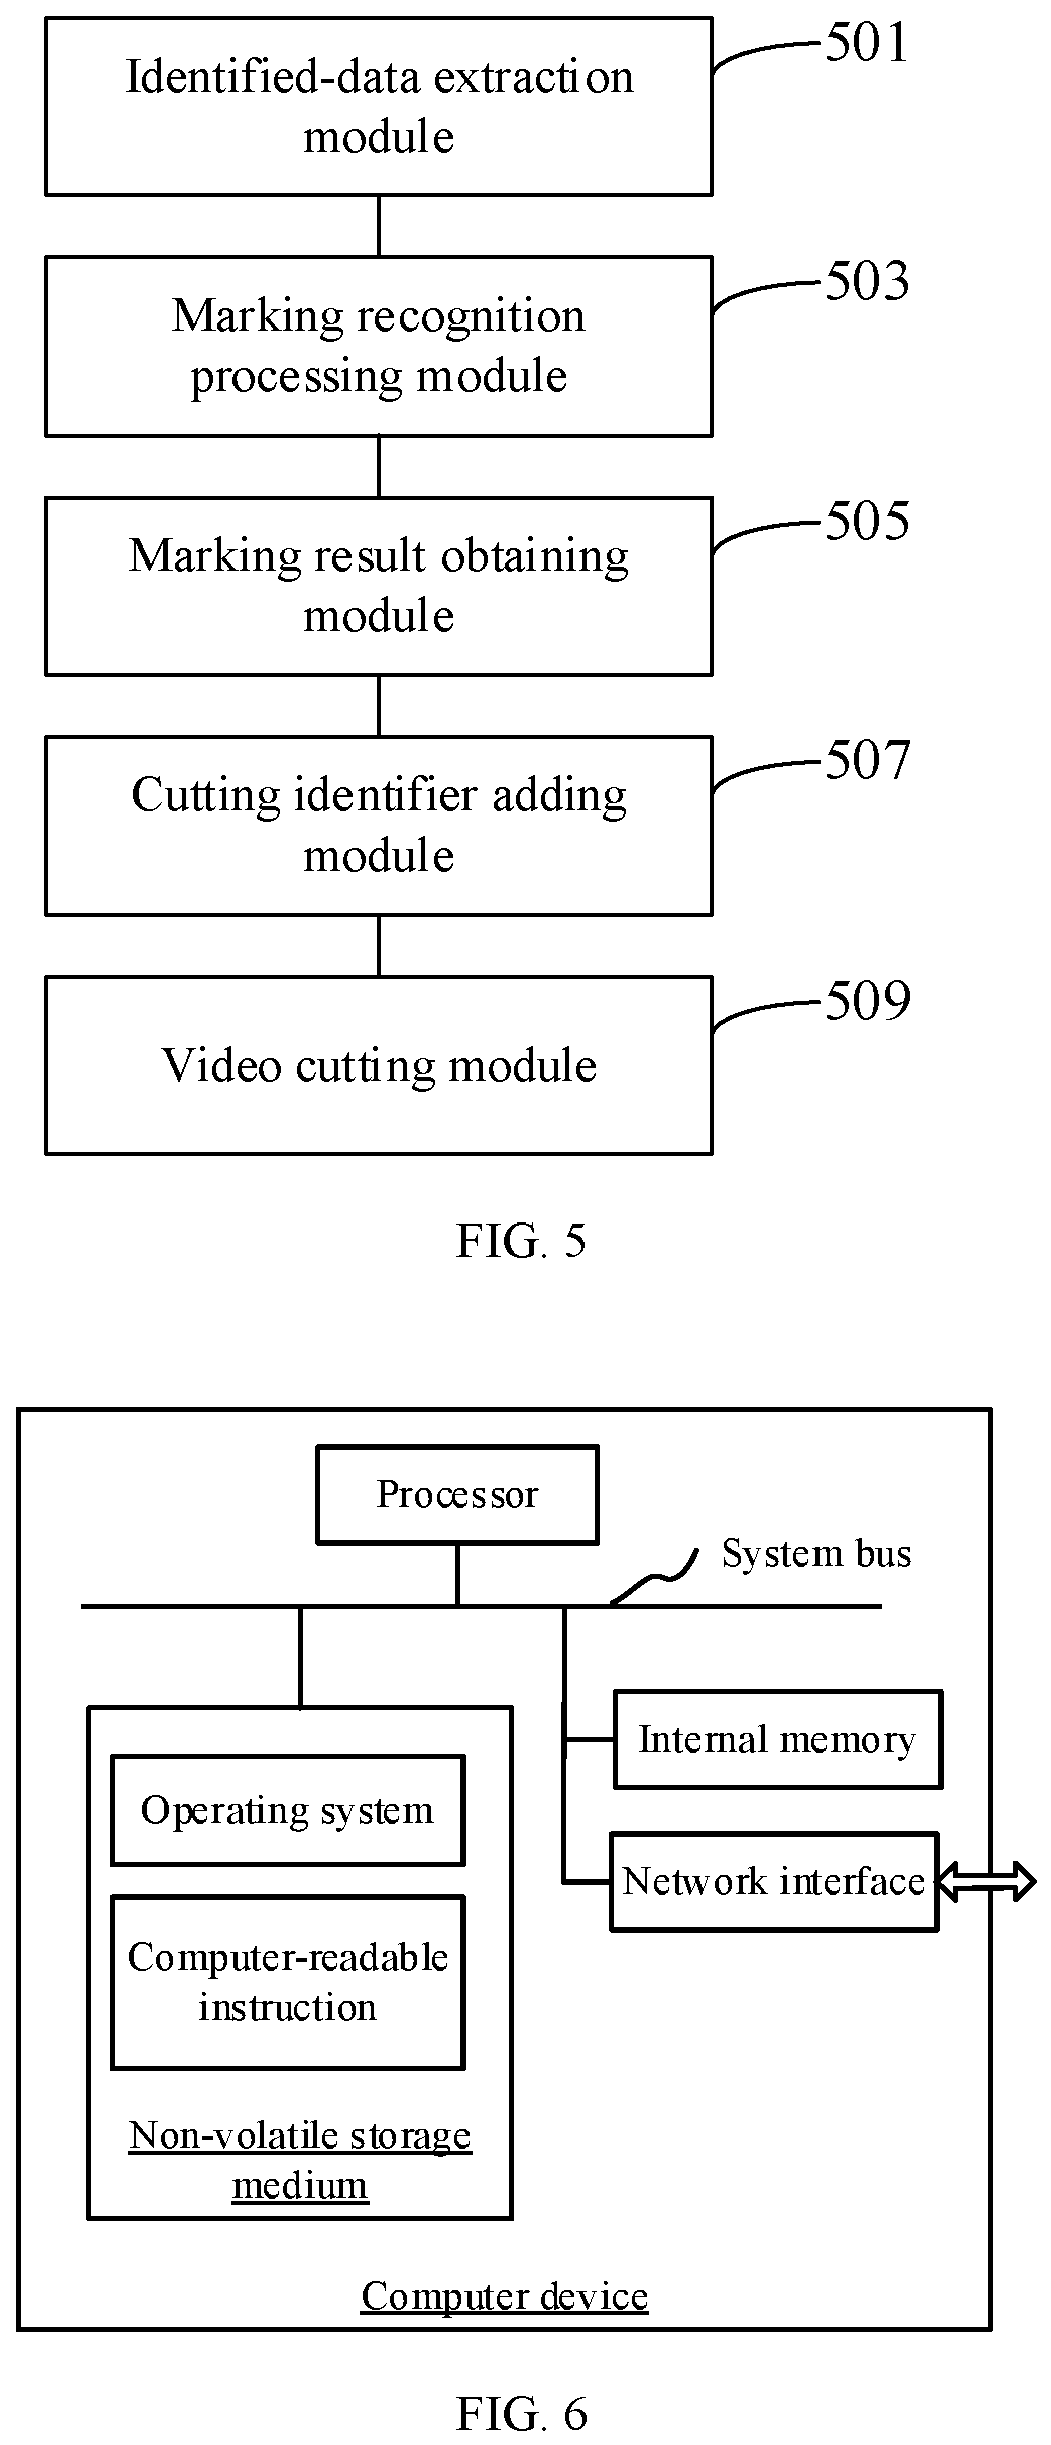 Identified-data extraction
module
501
Marking recognition
processing module
503
Marking result obtaining
module
505
Cutting identifier adding
module
507
Video cutting module
509
FIG. 5
Processor
System bus
Internal memory
Operating system
Network interface
Computer-readable
instruction
Non-volatile storage
medium
Computer device
FIG. 6